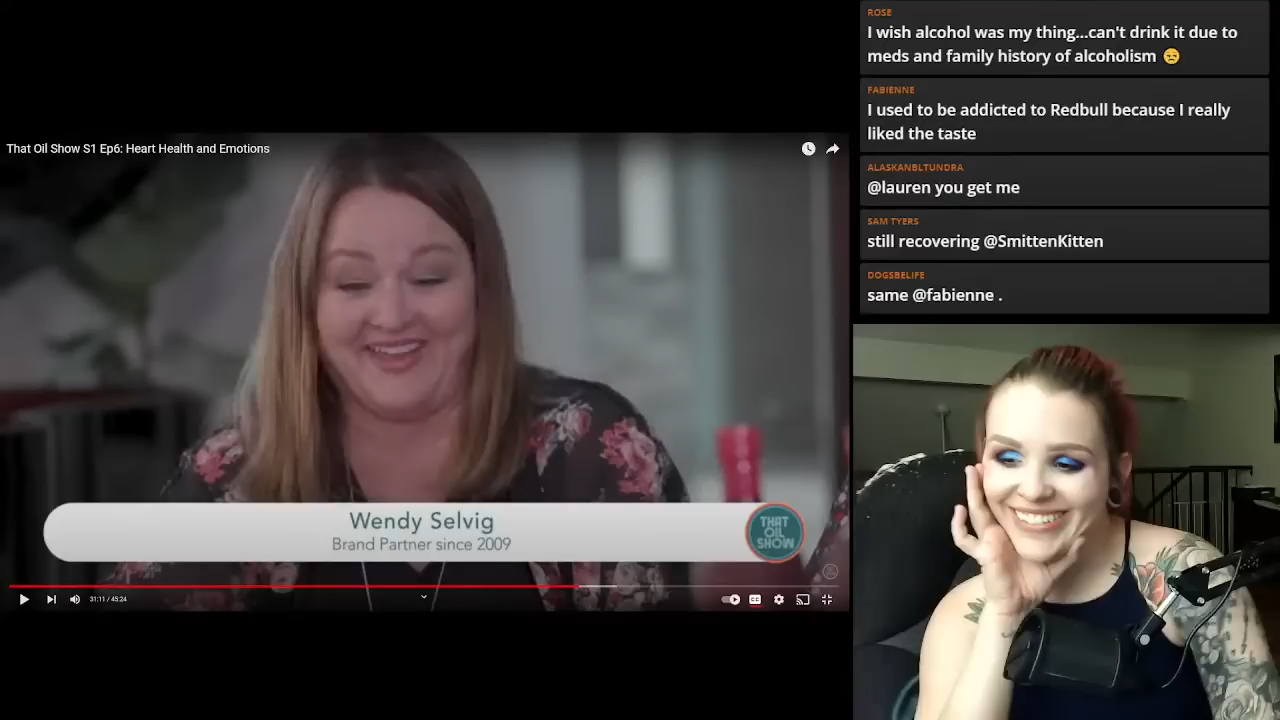 That Oil Show S1 Ep6: Heart Health and Emotions
Wendy Selvig
Brand Partner since 2009
THAT
OIL
SHOW
31:11 / 45:24
CC
ROSE
I wish alcohol was my thing...can't drink it due to
meds and family history of alcoholism 😒
FABIENNE
I used to be addicted to Redbull because I really
liked the taste
ALASKANBLTUNDRA
@lauren you get me
SAM TYERS
still recovering @SmittenKitten
DOGSBELIFE
same @fabienne .